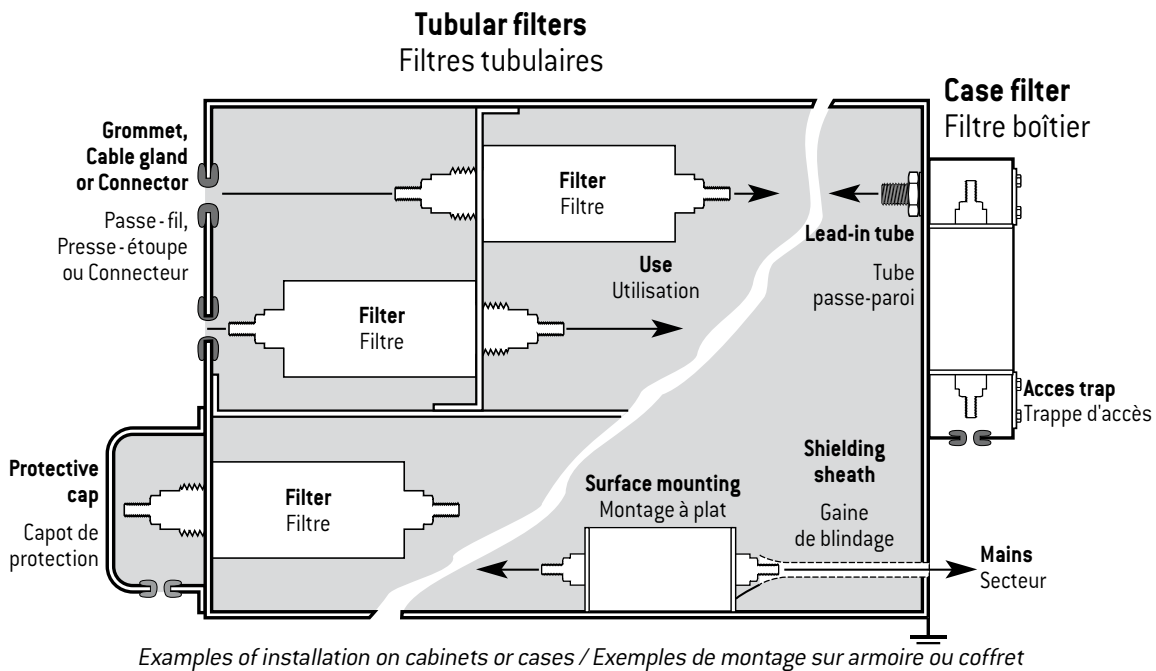 Tubular filters
Filtres tubulaires
Case filter
Filtre boîtier
Grommet,
Cable gland
or Connector
Passe-fil,
Presse-étoupe
ou Connecteur
Filter
Filtre
Lead-in tube
Tube
passe-paroi
Use
Utilisation
Filter
Filtre
Acces trap
Trappe d'accès
Protective
cap
Capot de
protection
Filter
Filtre
Surface mounting
Montage à plat
Shielding
sheath
Gaine
de blindage
Mains
Secteur
Examples of installation on cabinets or cases / Exemples de montage sur armoire ou coffret